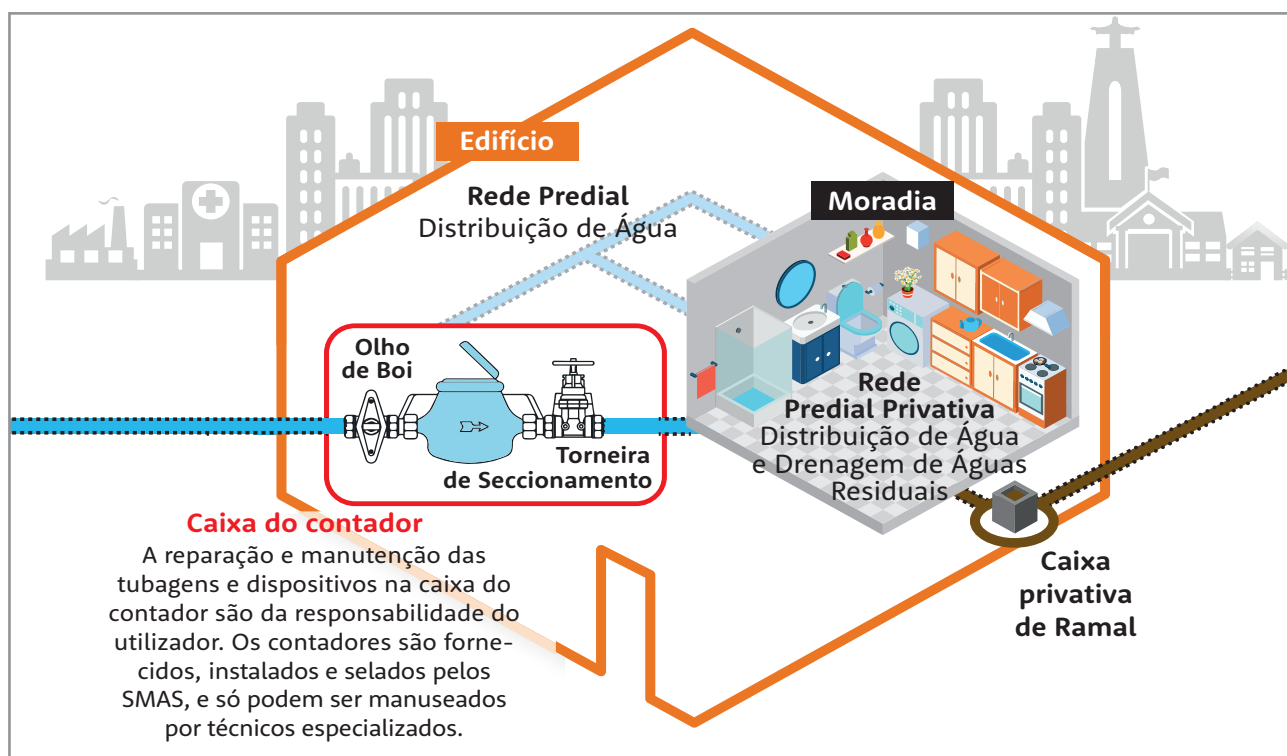 Edifício
Rede Predial
Distribuição de Água
Moradia
Olho
de Boi
Torneira
de Seccionamento
Rede
Predial Privativa
Distribuição de Água
e Drenagem de Águas
Residuais
Caixa do contador
A reparação e manutenção das
tubagens e dispositivos na caixa do
contador são da responsabilidade do
utilizador. Os contadores são forne-
cidos, instalados e selados pelos
SMAS, e só podem ser manuseados
por técnicos especializados.
Caixa
privativa
de Ramal